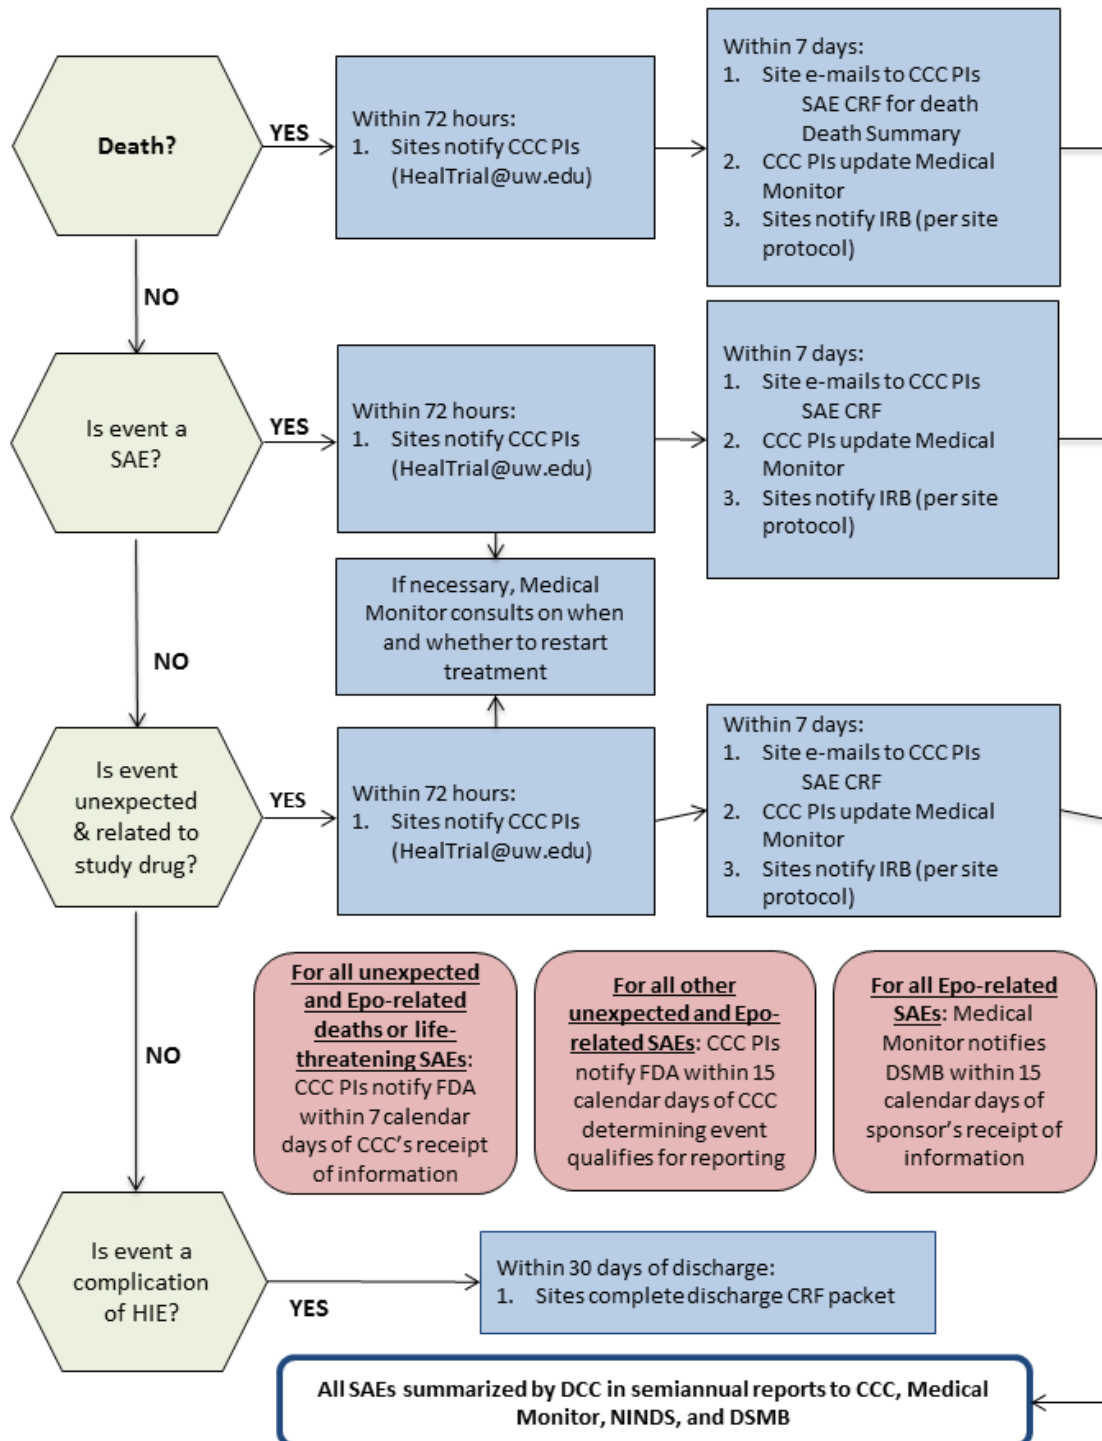 Death?
YES
Within 72 hours:
1. Sites notify CCC PIs
(HealTrial@uw.edu)
Within 7 days:
1. Site e-mails to CCC PIs
SAE CRF for death
Death Summary
2. CCC PIs update Medical
Monitor
3. Sites notify IRB (per site
protocol)
NO
Is event a
SAE?
YES
Within 72 hours:
1. Sites notify CCC PIs
(HealTrial@uw.edu)
Within 7 days:
1. Site e-mails to CCC PIs
SAE CRF
2. CCC PIs update Medical
Monitor
3. Sites notify IRB (per site
protocol)
If necessary, Medical
Monitor consults on when
and whether to restart
treatment
NO
Is event
unexpected
& related to
study drug?
YES
Within 72 hours:
1. Sites notify CCC PIs
(HealTrial@uw.edu)
Within 7 days:
1. Site e-mails to CCC PIs
SAE CRF
2. CCC PIs update Medical
Monitor
3. Sites notify IRB (per site
protocol)
NO
For all unexpected
and Epo-related
deaths or life-
threatening SAEs:
CCC PIs notify FDA
within 7 calendar
days of CCC's receipt
of information
For all other
unexpected and Epo-
related SAEs: CCC PIs
notify FDA within 15
calendar days of CCC
determining event
qualifies for reporting
For all Epo-related
SAEs: Medical
Monitor notifies
DSMB within 15
calendar days of
sponsor's receipt of
information
Is event a
complication
of HIE?
YES
Within 30 days of discharge:
1. Sites complete discharge CRF packet
All SAEs summarized by DCC in semiannual reports to CCC, Medical
Monitor, NINDS, and DSMB